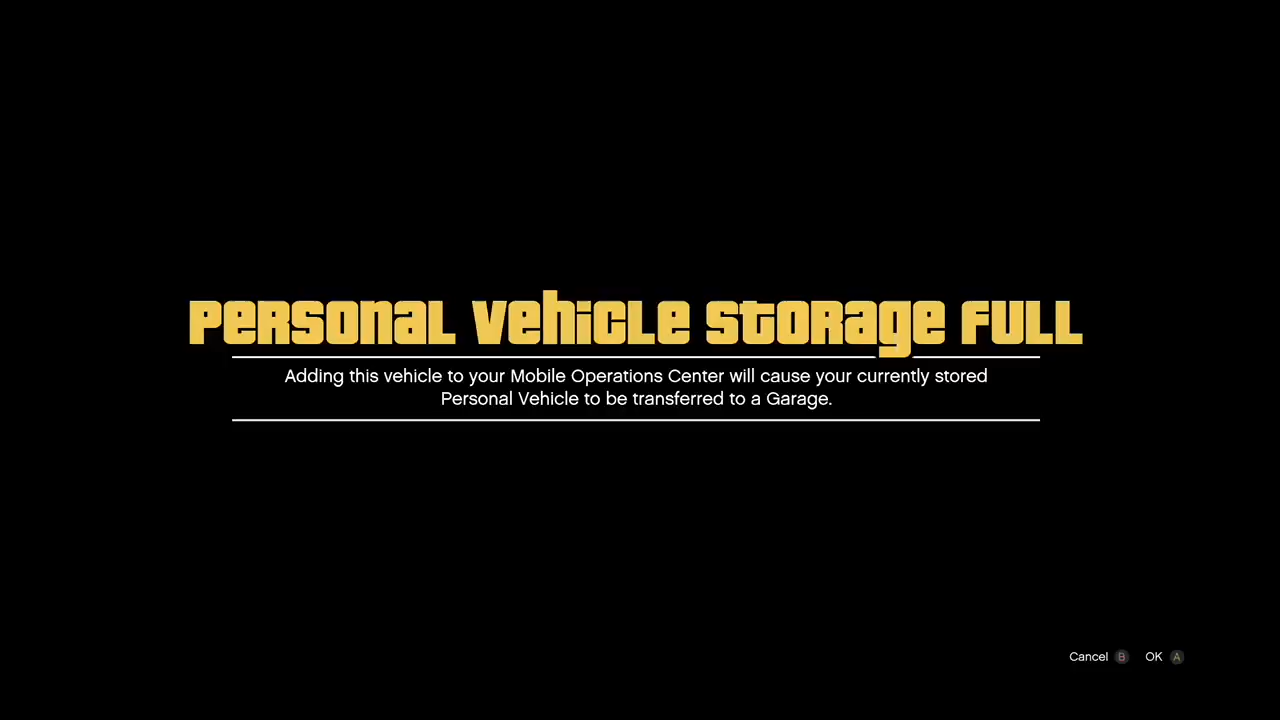 Personal Vehicle Storage Full
Adding this vehicle to your Mobile Operations Center will cause your currently stored
Personal Vehicle to be transferred to a Garage.
Cancel B OK A